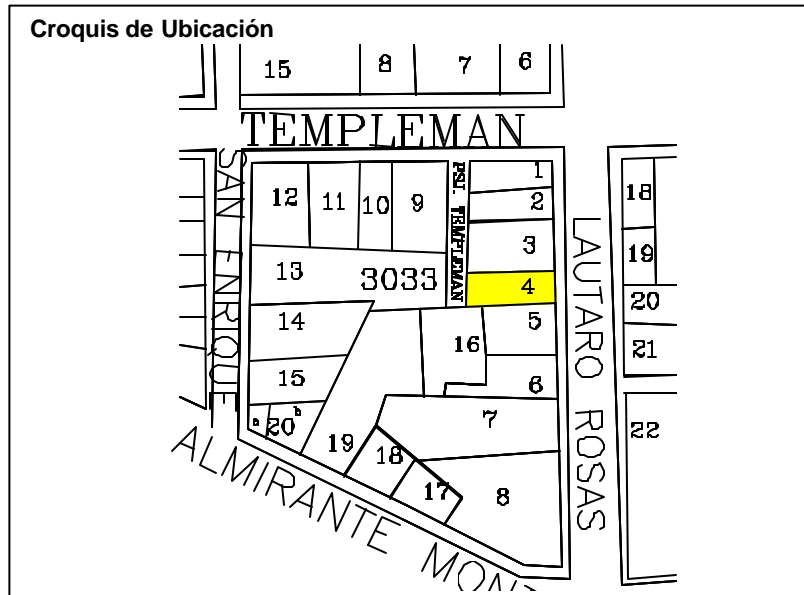 Croquis de Ubicación
15 8 7 6
TEMPLEMAN
SAN ENRIQUE
PSJ. TEMPLEMAN
LAUTARO ROSAS
ALMIRANTE MONT
12 11 10 9
1
2
3
4
5
6
13 3033
14
15
16
7
8
20
19
18
17
18
19
20
21
22